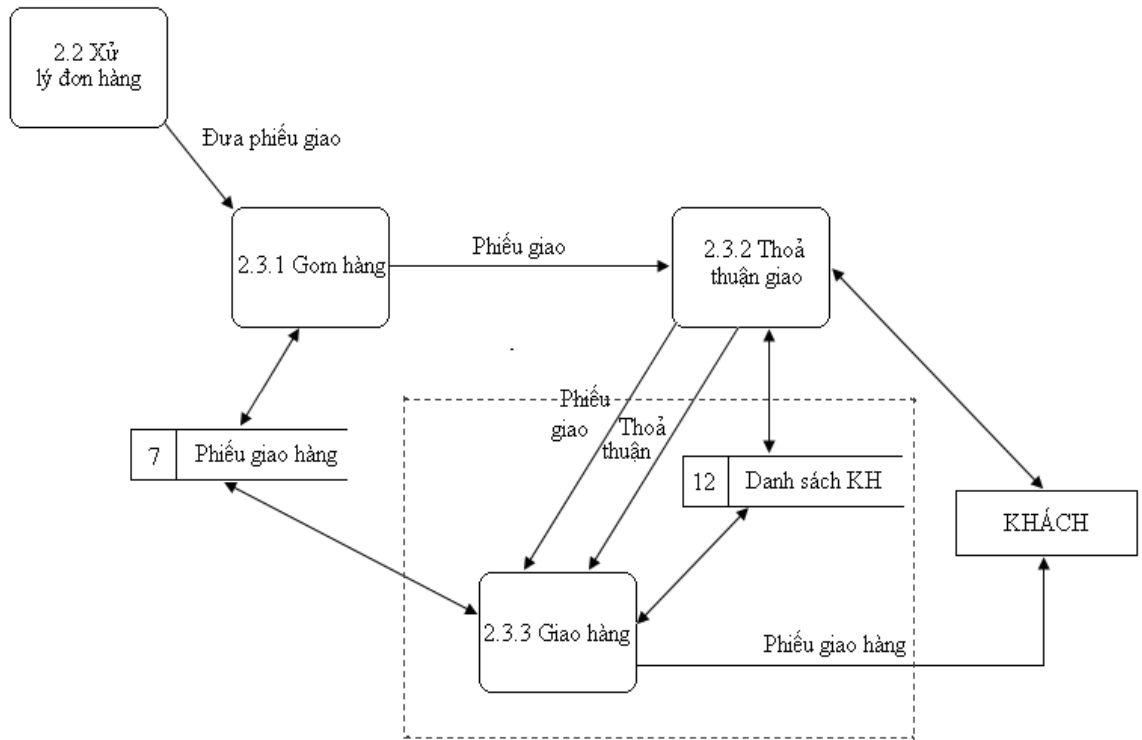 2.2 Xử
lý đơn hàng
Đưa phiếu giao
2.3.1 Gom hàng
Phiếu giao
2.3.2 Thoả
thuận giao
Phiếu
giao
Thoả
thuận
7 Phiếu giao hàng
12 Danh sách KH
KHÁCH
2.3.3 Giao hàng
Phiếu giao hàng